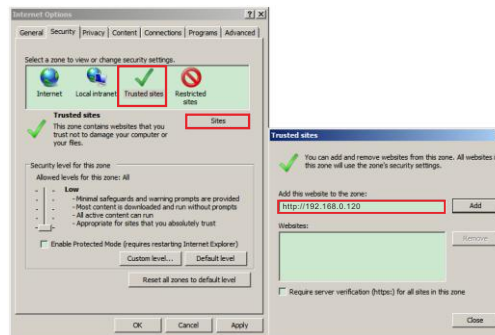 Internet Options
General Security Privacy Content Connections Programs Advanced
Select a zone to view or change security settings.
Internet Local intranet Trusted sites Restricted sites
Trusted sites
This zone contains websites that you
trust not to damage your computer or
your files.
Sites
Security level for this zone
Allowed levels for this zone: All
Low
- Minimal safeguards and warning prompts are provided
- Most content is downloaded and run without prompts
- All active content can run
- Appropriate for sites that you absolutely trust
Enable Protected Mode (requires restarting Internet Explorer)
Custom level... Default level
Reset all zones to default level
OK Cancel Apply
Trusted sites
You can add and remove websites from this zone. All websites in
this zone will use the zone's security settings.
Add this website to the zone:
http://192.168.0.120 Add
Websites:
Remove
Require server verification (https:) for all sites in this zone
Close